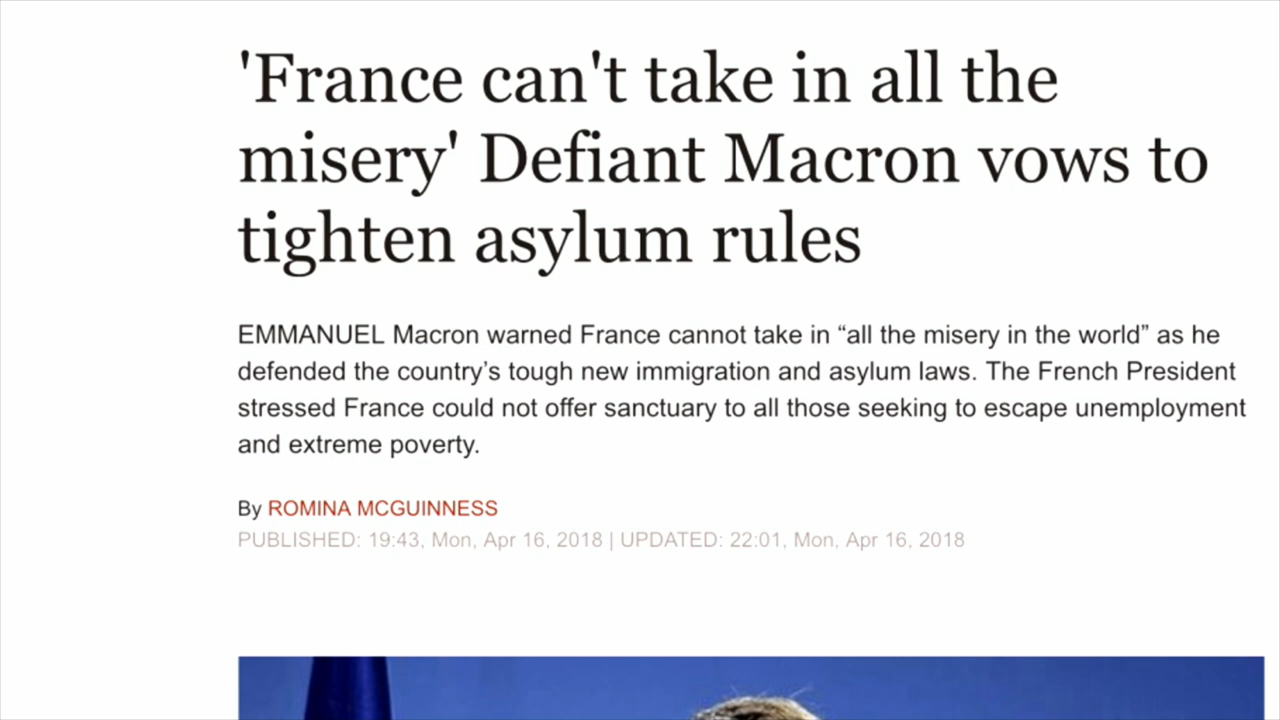 'France can't take in all the
misery' Defiant Macron vows to
tighten asylum rules
EMMANUEL Macron warned France cannot take in “all the misery in the world” as he
defended the country’s tough new immigration and asylum laws. The French President
stressed France could not offer sanctuary to all those seeking to escape unemployment
and extreme poverty.
By ROMINA MCGUINNESS
PUBLISHED: 19:43, Mon, Apr 16, 2018 | UPDATED: 22:01, Mon, Apr 16, 2018